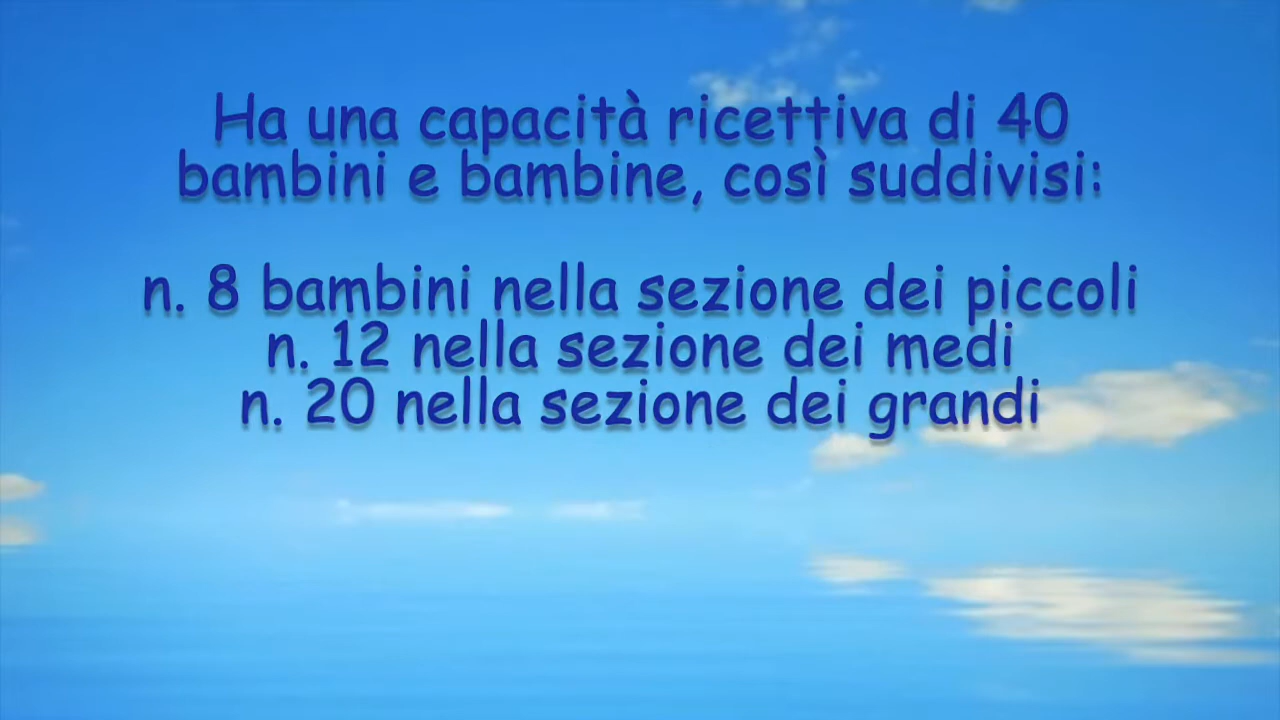 Ha una capacità ricettiva di 40
bambini e bambine, così suddivisi:
n. 8 bambini nella sezione dei piccoli
n. 12 nella sezione dei medi
n. 20 nella sezione dei grandi